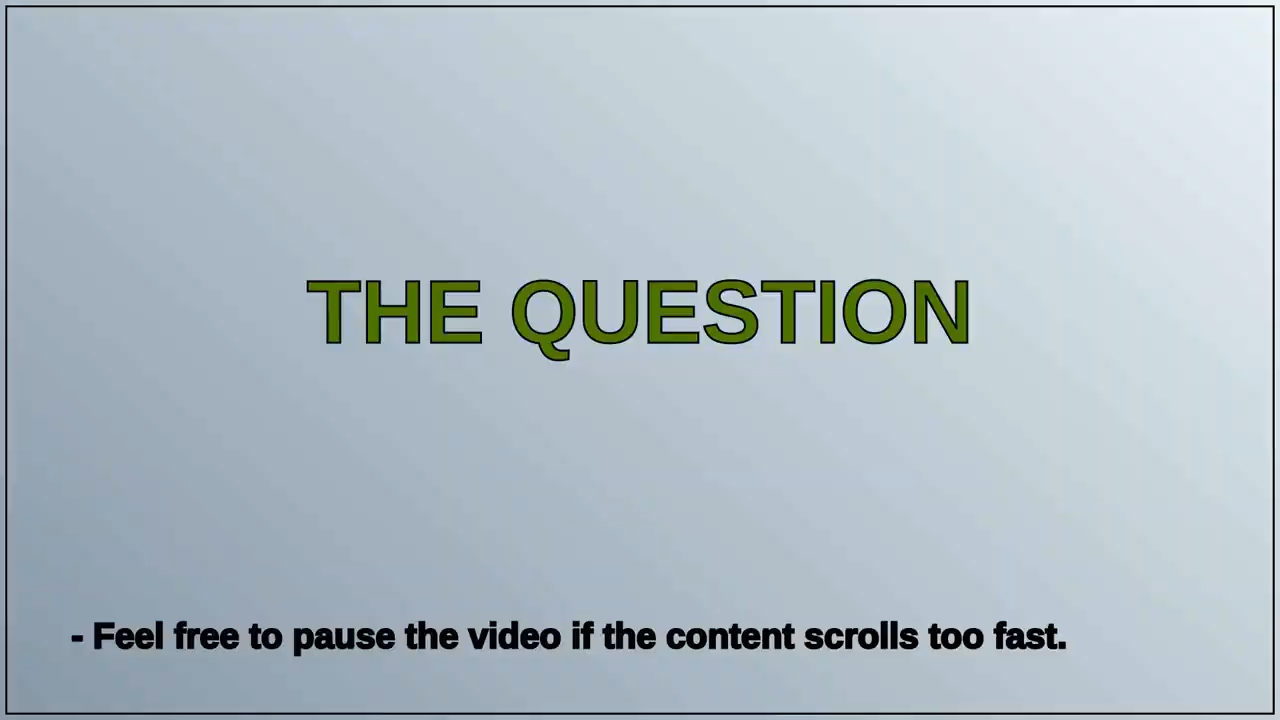 THE QUESTION
- Feel free to pause the video if the content scrolls too fast.